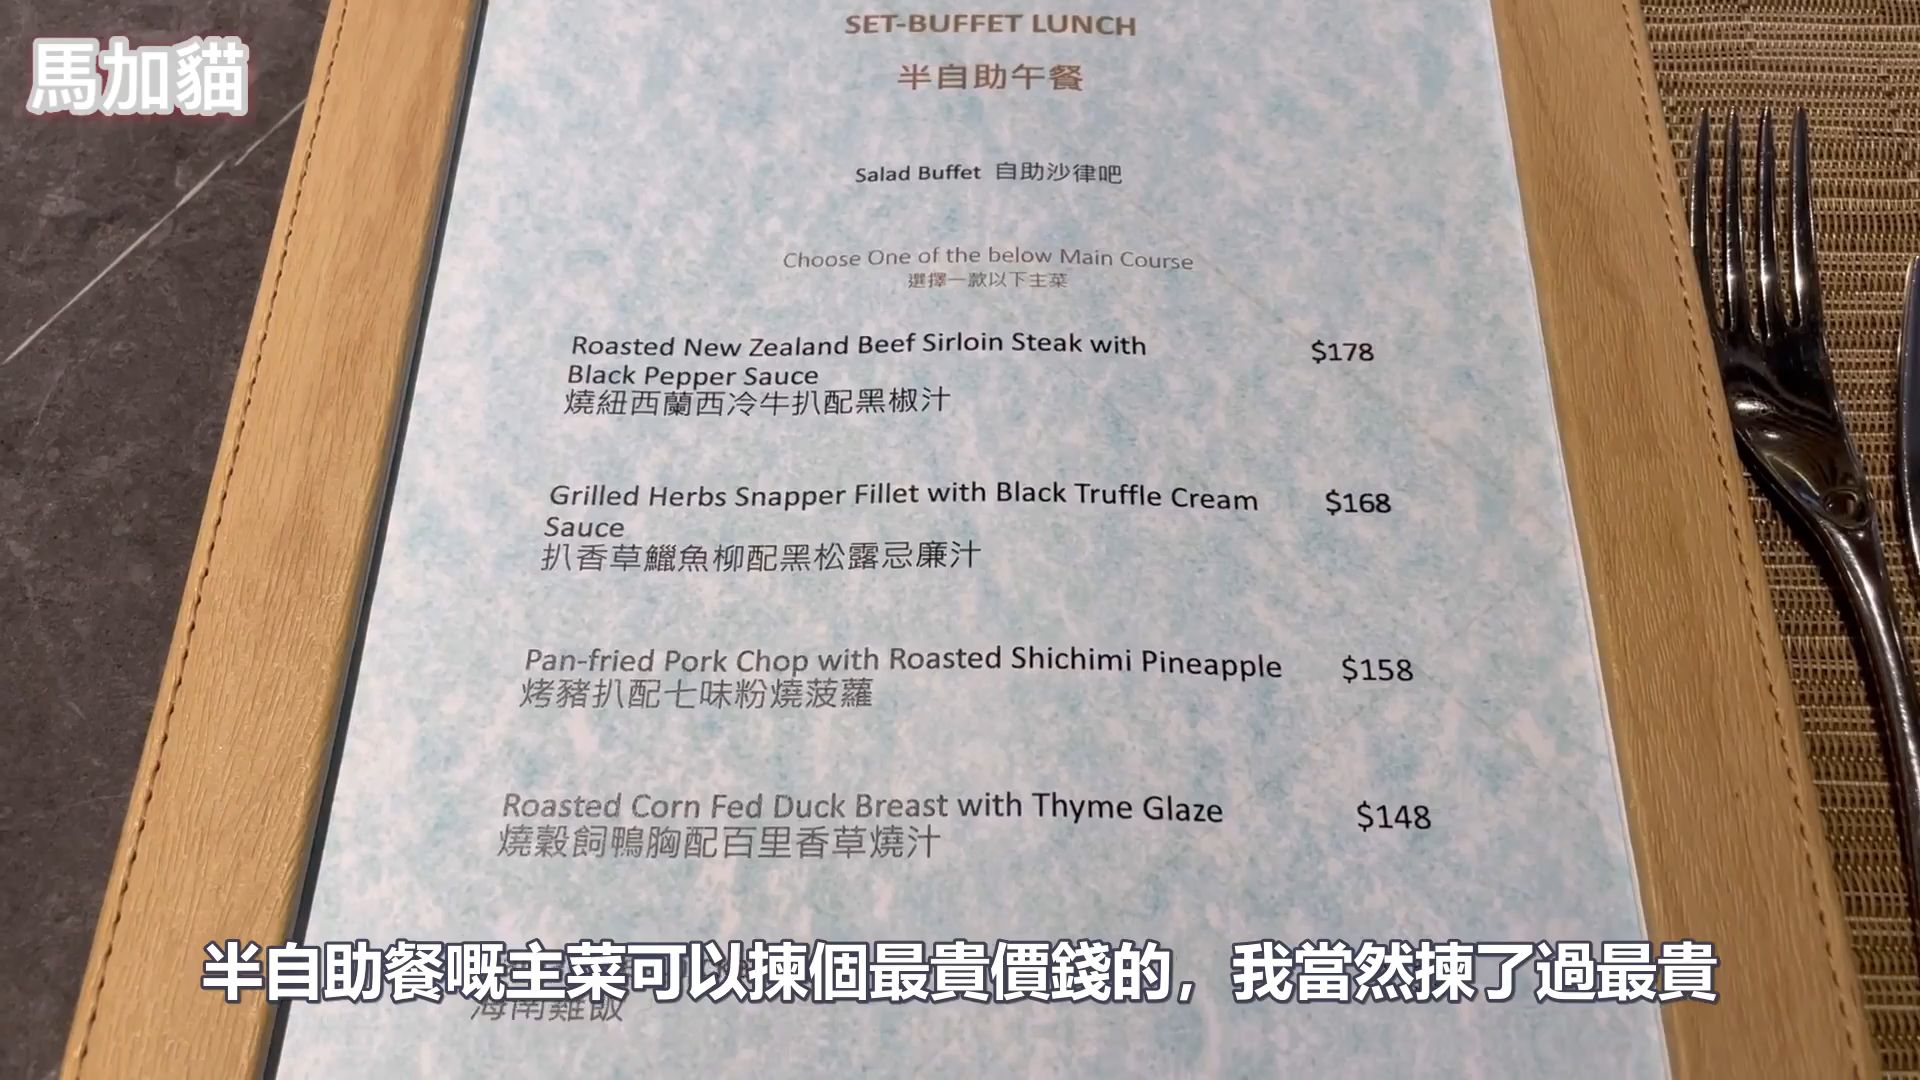 馬加貓
SET-BUFFET LUNCH
半自助午餐
Salad Buffet 自助沙律吧
Choose One of the below Main Course
選擇一款以下主菜
Roasted New Zealand Beef Sirloin Steak with $178
Black Pepper Sauce
燒紐西蘭西冷牛扒配黑椒汁
Grilled Herbs Snapper Fillet with Black Truffle Cream $168
Sauce
扒香草鱲魚柳配黑松露忌廉汁
Pan-fried Pork Chop with Roasted Shichimi Pineapple $158
烤豬扒配七味粉燒菠蘿
Roasted Corn Fed Duck Breast with Thyme Glaze $148
燒穀飼鴨胸配百里香草燒汁
半自助餐嘅主菜可以揀個最貴價錢的，我當然揀了過最貴
海南雞飯